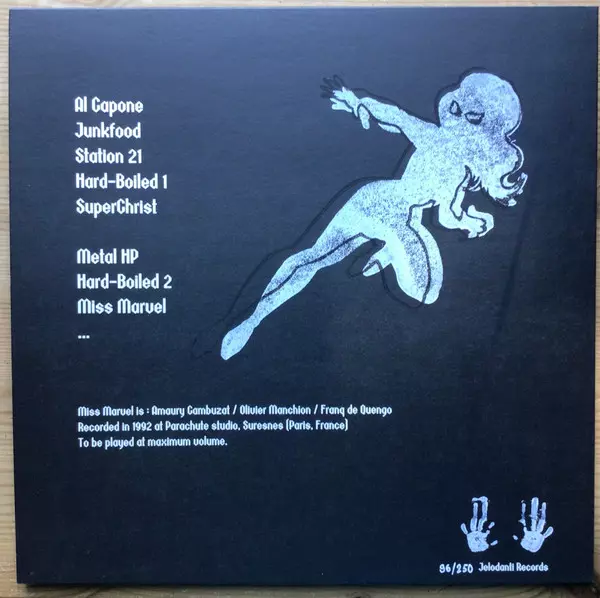 Al Capone
Junkfood
Station 21
Hard-Boiled 1
SuperChrist
Metal HP
Hard-Boiled 2
Miss Marvel
...
Miss Marvel is : Amaury Cambuzat / Olivier Manchion / Franq de Quengo
Recorded in 1992 at Parachute studio, Suresnes (Paris, France)
To be played at maximum volume.
96/250 Jelodanti Records